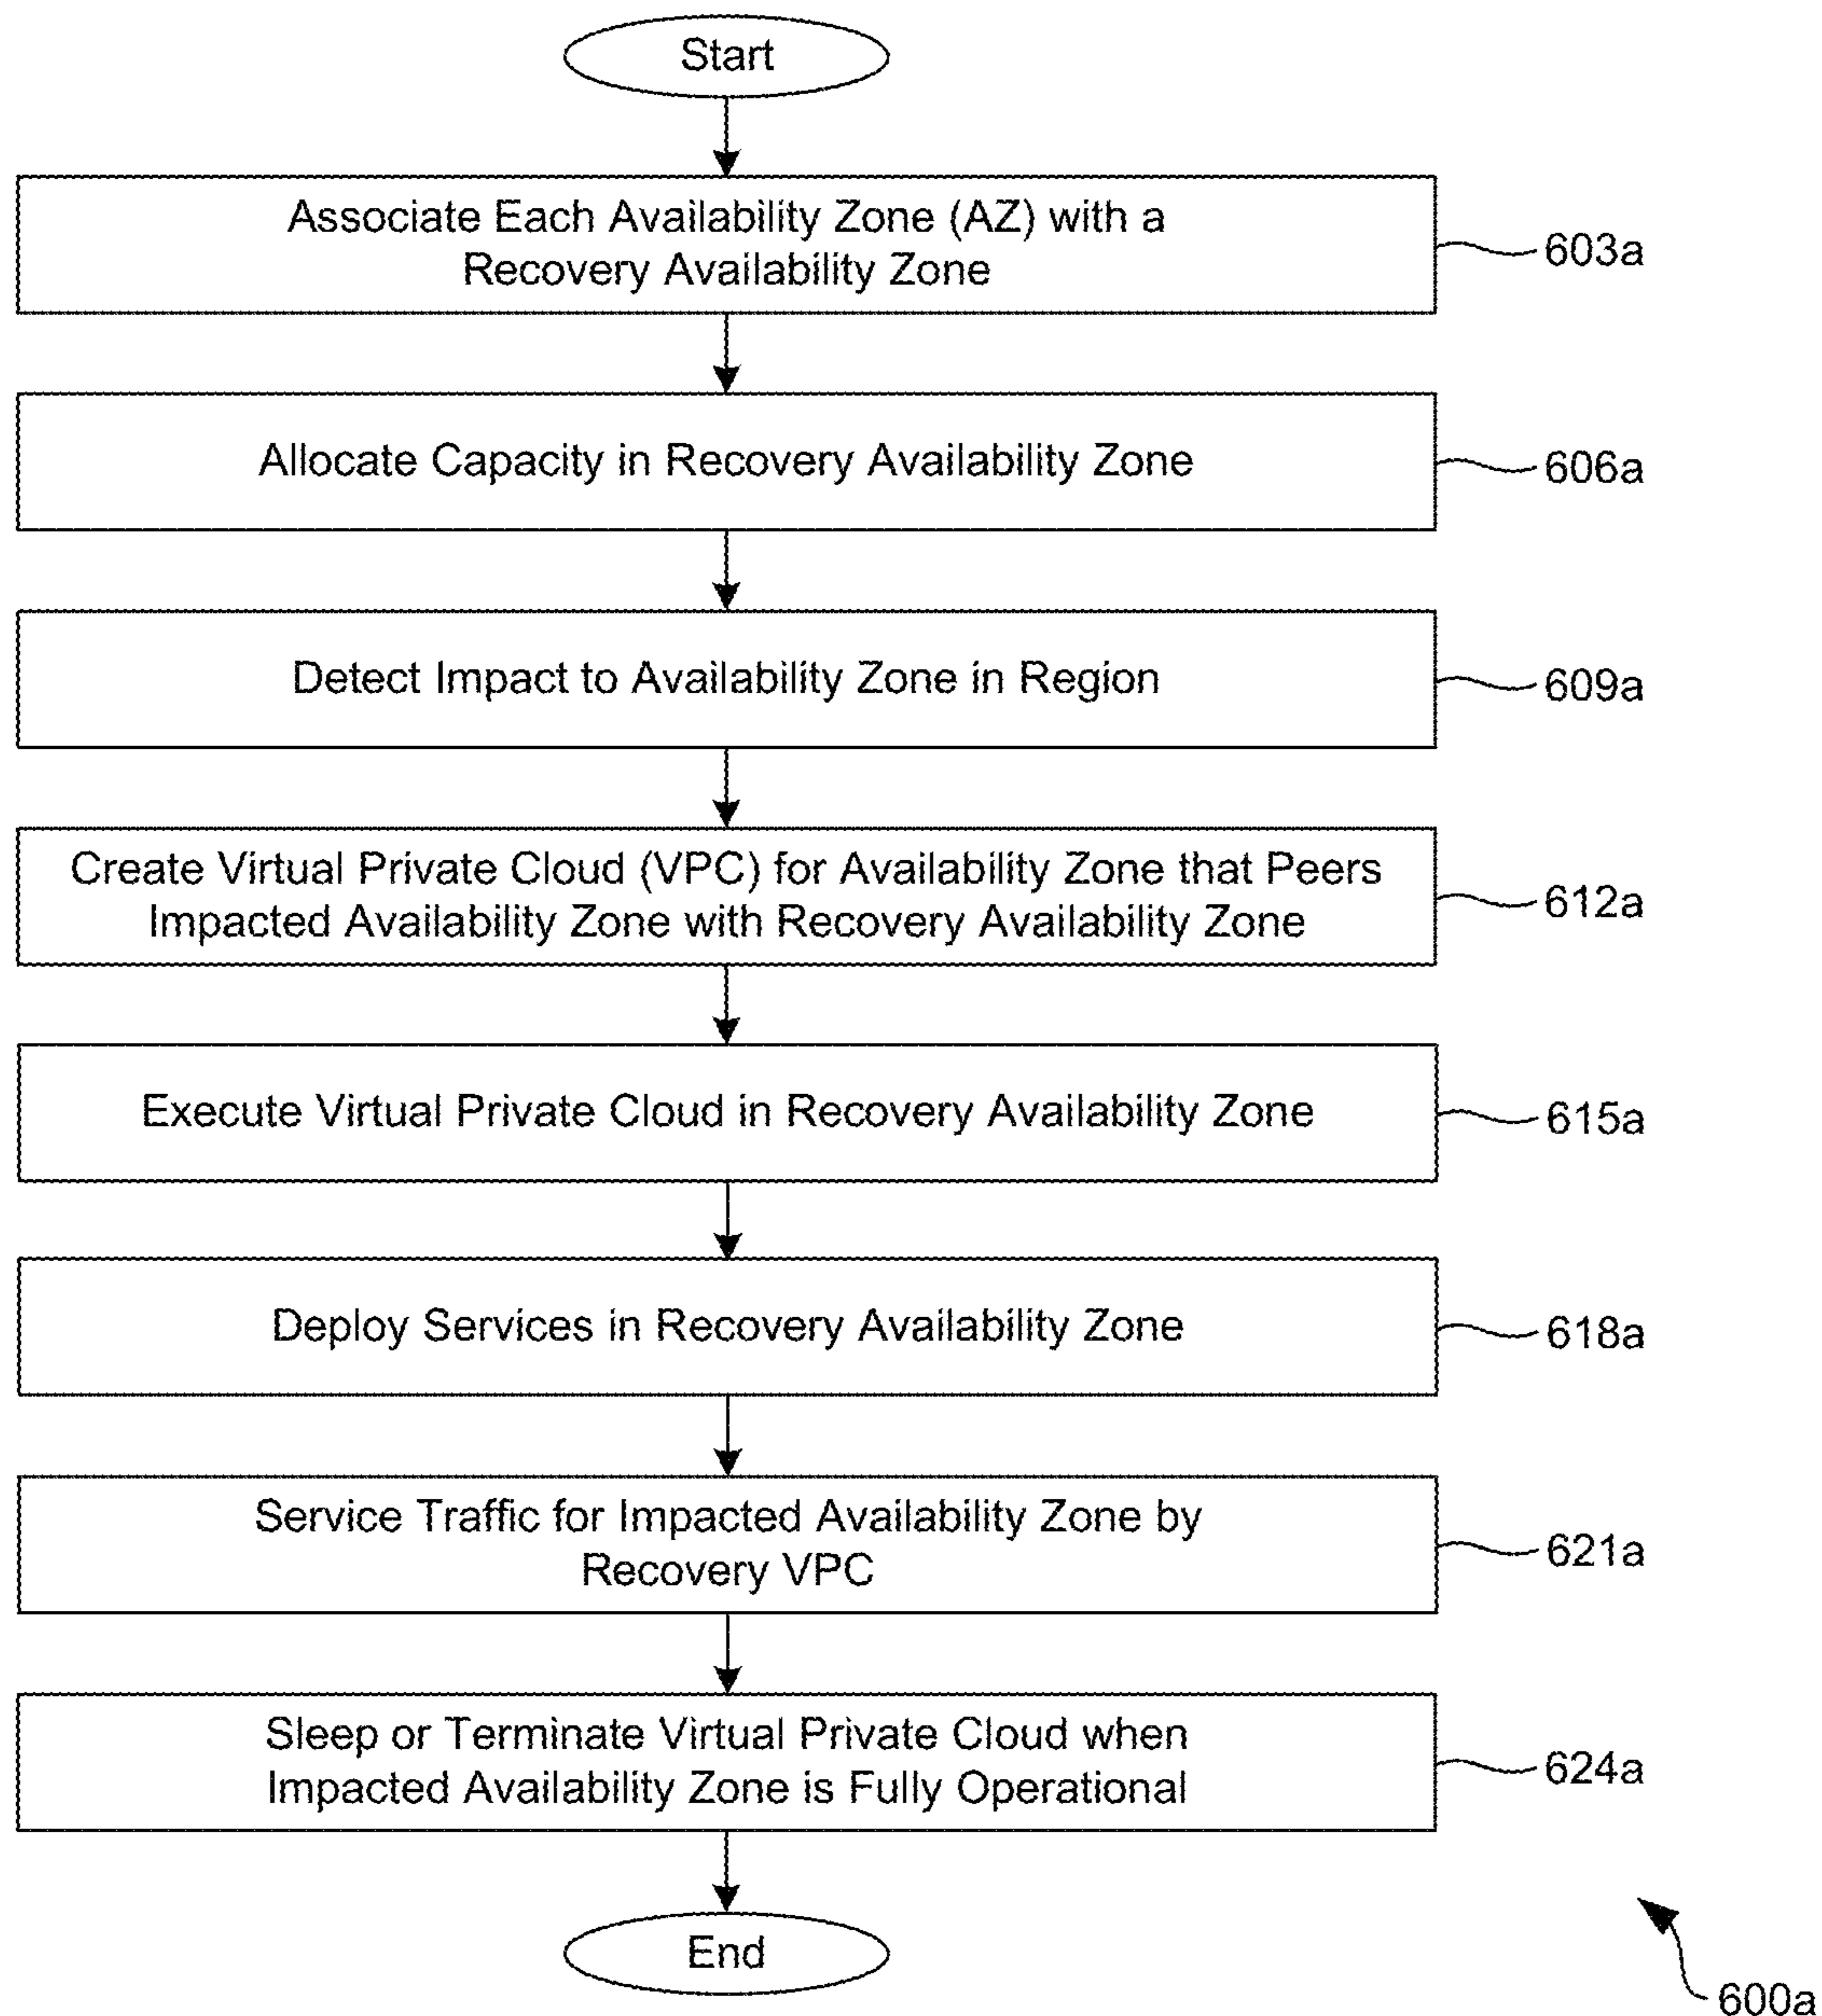 Start
Associate Each Availability Zone (AZ) with a
Recovery Availability Zone
603a
Allocate Capacity in Recovery Availability Zone
606a
Detect Impact to Availability Zone in Region
609a
Create Virtual Private Cloud (VPC) for Availability Zone that Peers
Impacted Availability Zone with Recovery Availability Zone
612a
Execute Virtual Private Cloud in Recovery Availability Zone
615a
Deploy Services in Recovery Availability Zone
618a
Service Traffic for Impacted Availability Zone by
Recovery VPC
621a
Sleep or Terminate Virtual Private Cloud when
Impacted Availability Zone is Fully Operational
624a
End
600a